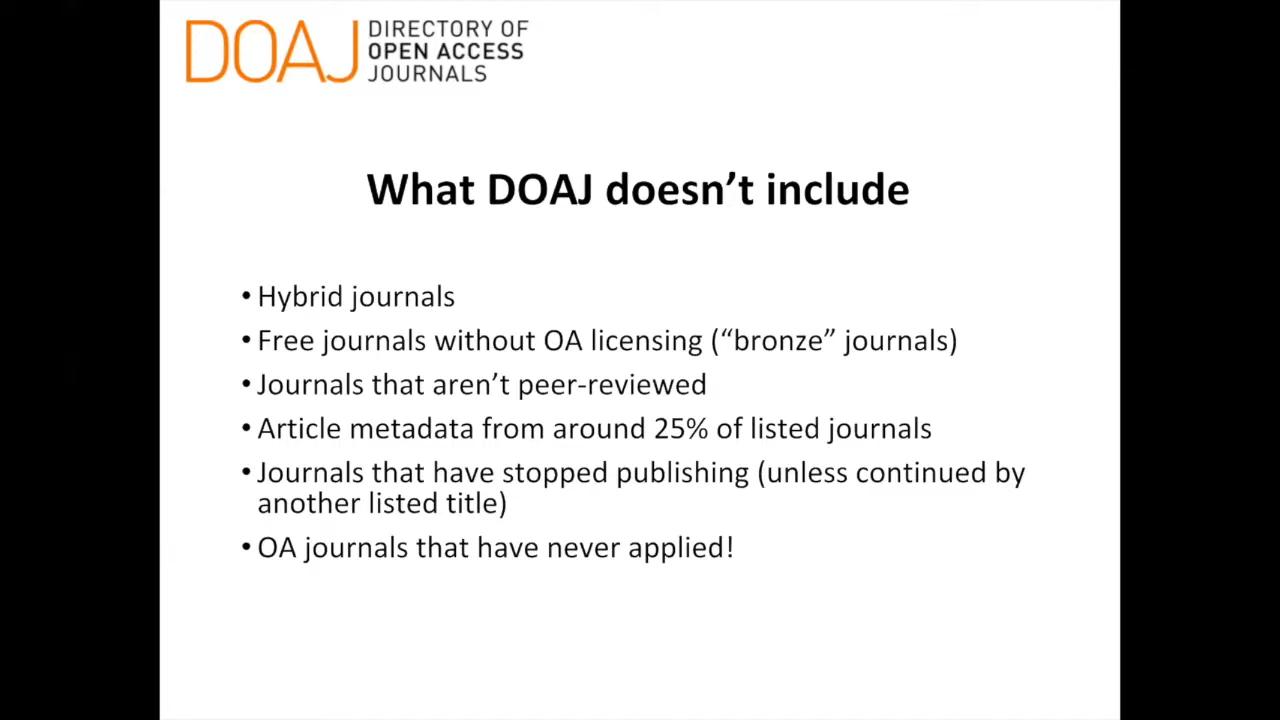 DOAJ DIRECTORY OF
OPEN ACCESS
JOURNALS
What DOAJ doesn’t include
• Hybrid journals
• Free journals without OA licensing (“bronze” journals)
• Journals that aren’t peer-reviewed
• Article metadata from around 25% of listed journals
• Journals that have stopped publishing (unless continued by
another listed title)
• OA journals that have never applied!